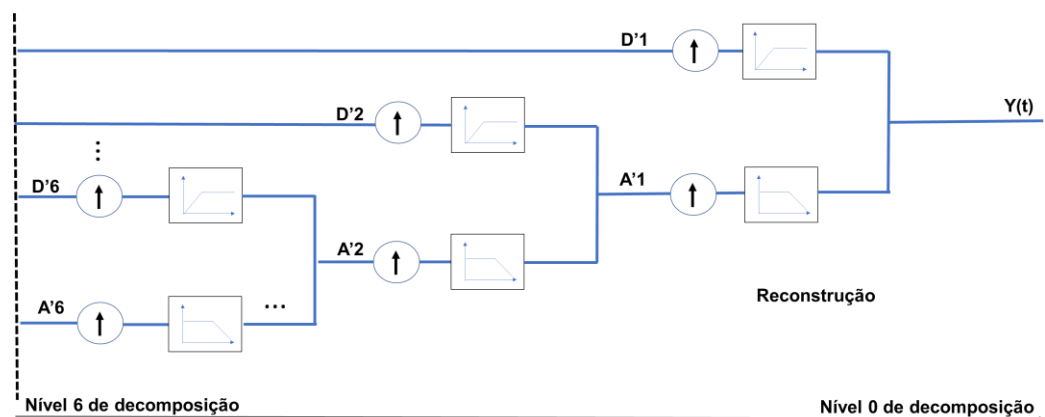 D'1
Y(t)
D'2
⋮
D'6
A'1
A'2
A'6
...
Reconstrução
Nível 6 de decomposição
Nível 0 de decomposição